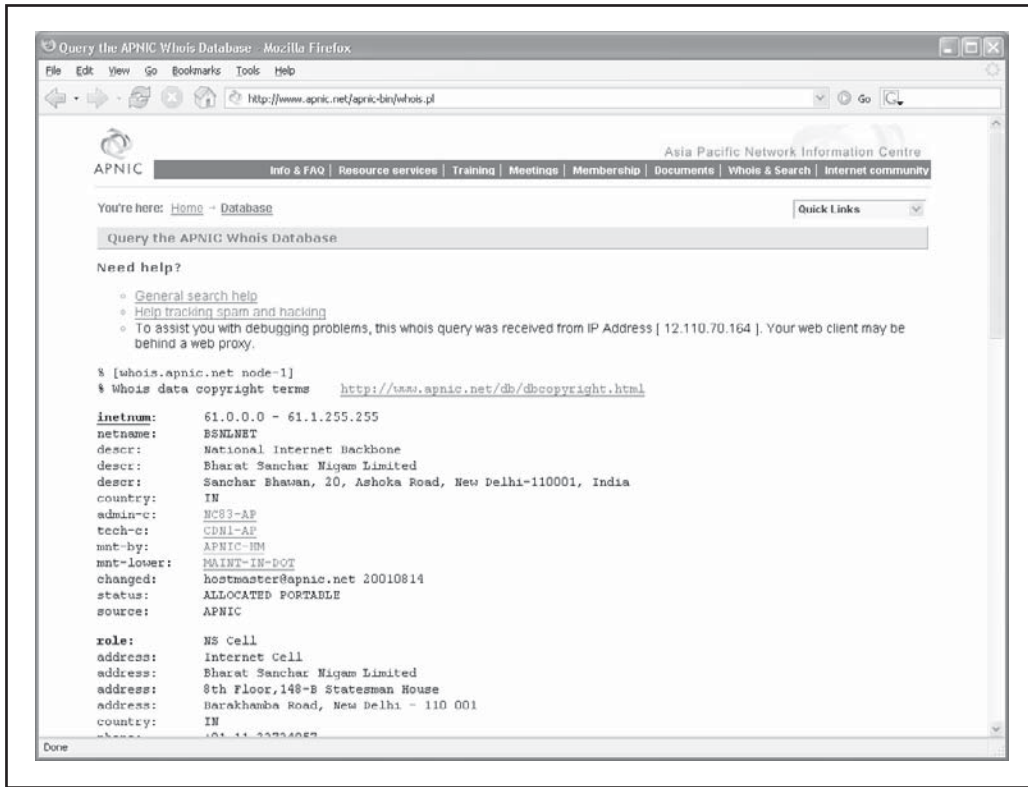 Query the APNIC Whois Database - Mozilla Firefox
File Edit View Go Bookmarks Tools Help
http://www.apnic.net/apnic-bin/whois.pl
Go
G
APNIC
Asia Pacific Network Information Centre
Info & FAQ | Resource services | Training | Meetings | Membership | Documents | Whois & Search | Internet community
You're here: Home → Database
Quick Links
Query the APNIC Whois Database
Need help?
General search help
Help tracking spam and hacking
To assist you with debugging problems, this whois query was received from IP Address [ 12.110.70.164 ]. Your web client may be
behind a web proxy.
% [whois.apnic.net node-1]
% Whois data copyright terms http://www.apnic.net/db/dbcopyright.html
inetnum: 61.0.0.0 - 61.1.255.255
netname: BSNLNET
descr: National Internet Backbone
descr: Bharat Sanchar Nigam Limited
descr: Sanchar Bhawan, 20, Ashoka Road, New Delhi-110001, India
country: IN
admin-c: NC83-AP
tech-c: CDN1-AP
mnt-by: APNIC-HM
mnt-lower: MAINT-IN-DOT
changed: hostmaster@apnic.net 20010814
status: ALLOCATED PORTABLE
source: APNIC
role: NS Cell
address: Internet Cell
address: Bharat Sanchar Nigam Limited
address: 8th Floor,148-B Statesman House
address: Barakhamba Road, New Delhi - 110 001
country: IN
Done